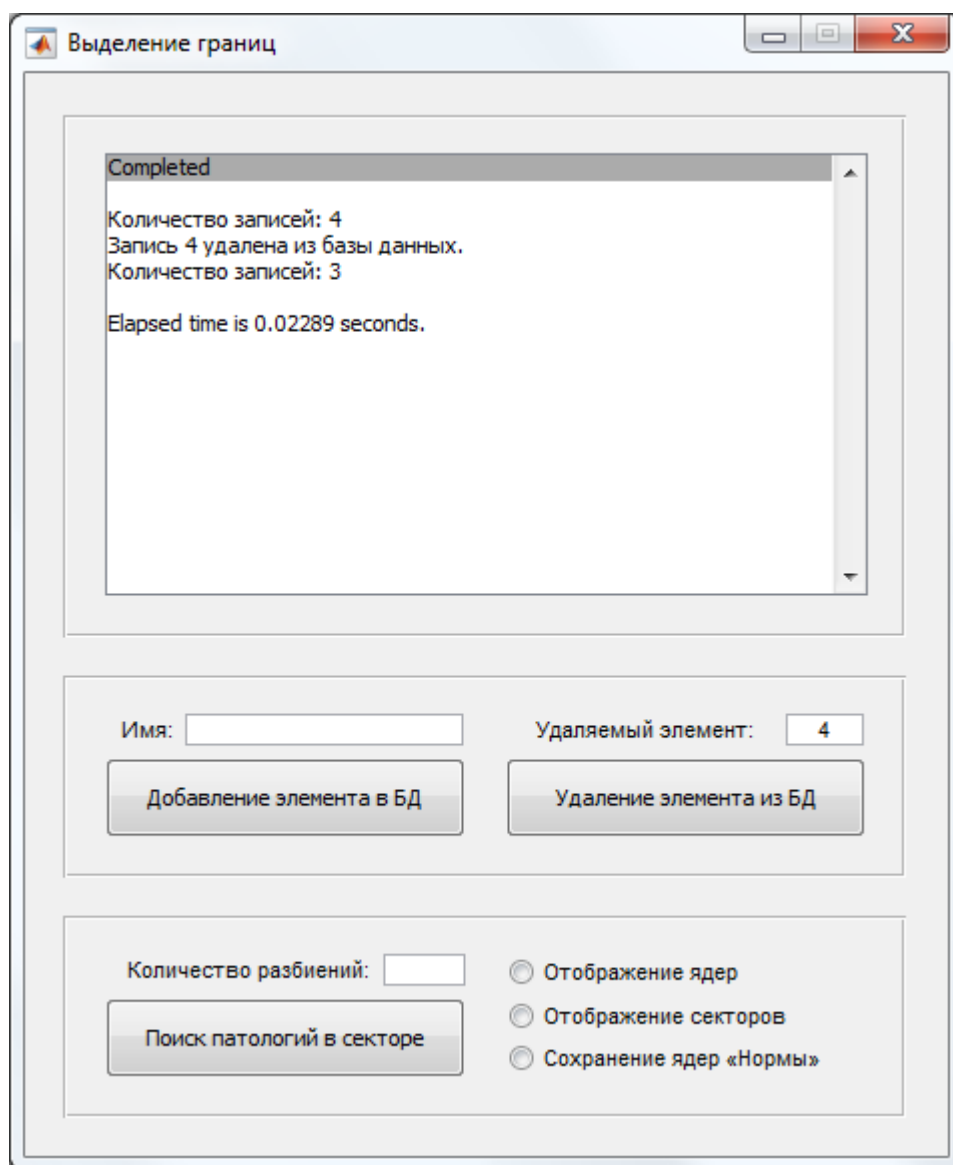 Выделение границ
Completed
Количество записей: 4
Запись 4 удалена из базы данных.
Количество записей: 3
Elapsed time is 0.02289 seconds.
Имя:
Удаляемый элемент: 4
Добавление элемента в БД
Удаление элемента из БД
Количество разбиений:
Поиск патологий в секторе
Отображение ядер
Отображение секторов
Сохранение ядер «Нормы»